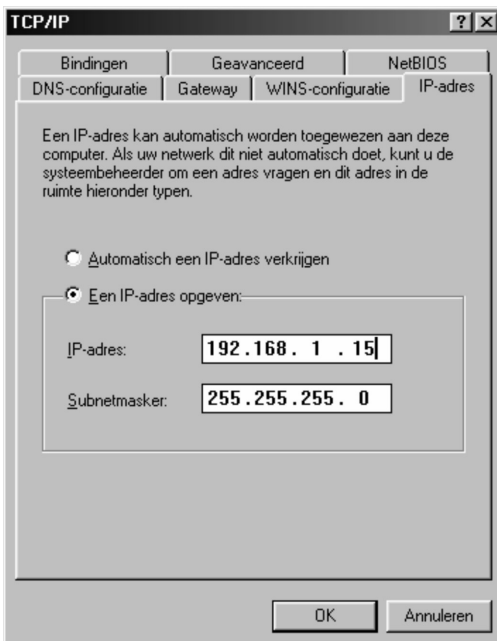 TCP/IP
Bindingen Geavanceerd NetBIOS
DNS-configuratie Gateway WINS-configuratie IP-adres
Een IP-adres kan automatisch worden toegewezen aan deze
computer. Als uw netwerk dit niet automatisch doet, kunt u de
systeembeheerder om een adres vragen en dit adres in de
ruimte hieronder typen.
Automatisch een IP-adres verkrijgen
Een IP-adres opgeven:
IP-adres: 192.168. 1 .15
Subnetmasker: 255.255.255. 0
OK Annuleren